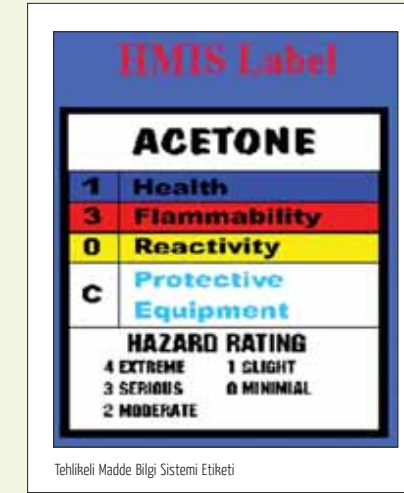 HMIS Label
ACETONE
1 Health
3 Flammability
0 Reactivity
C Protective
Equipment
HAZARD RATING
4 EXTREME 1 SLIGHT
3 SERIOUS 0 MINIMIAL
2 MODERATE
Tehlikeli Madde Bilgi Sistemi Etiketi